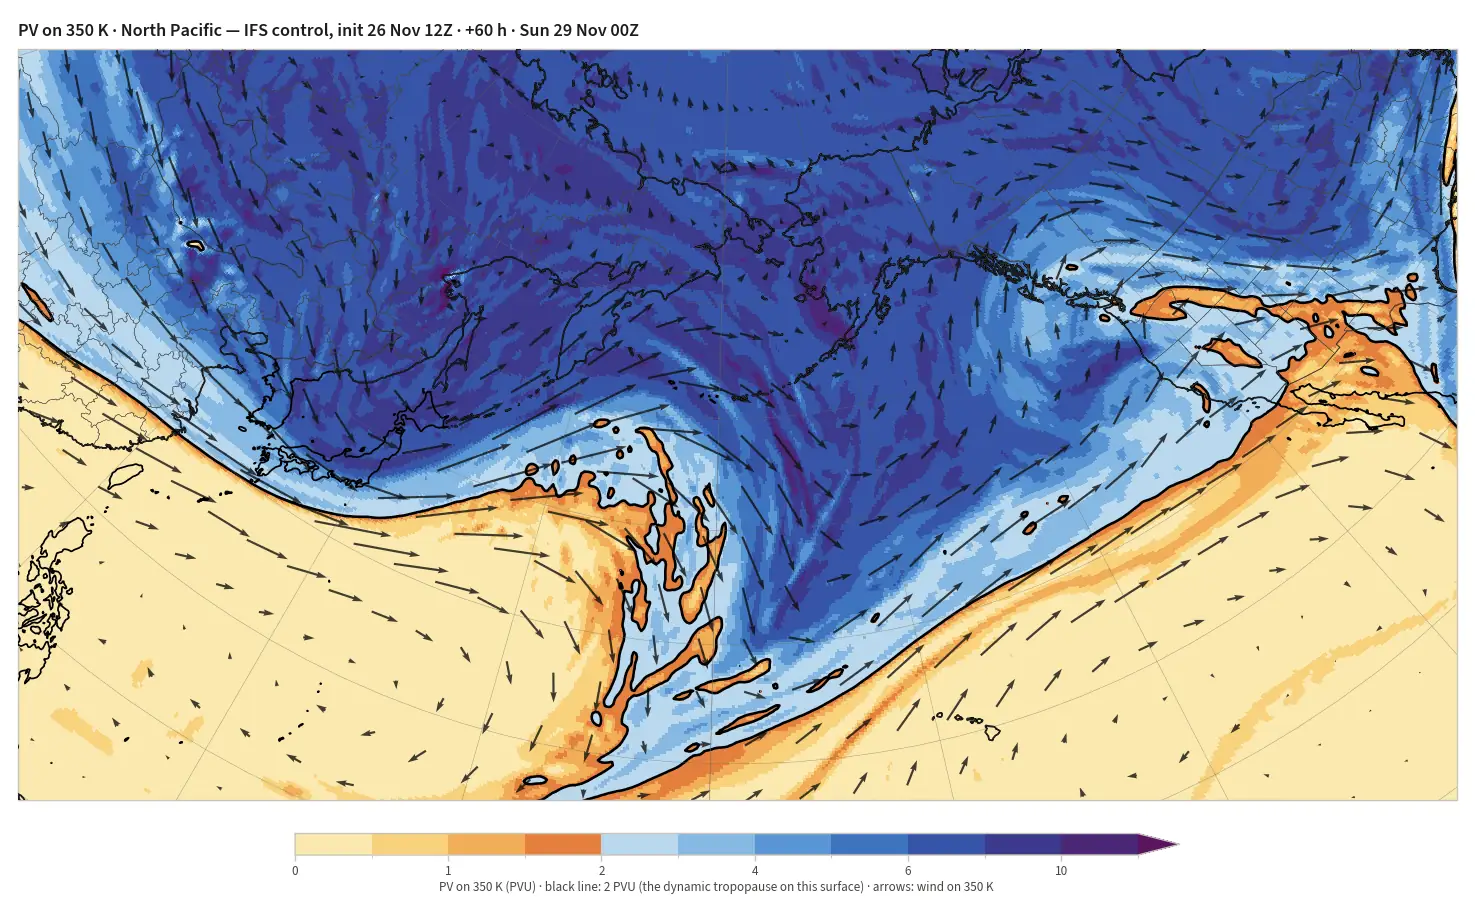 PV on 350 K · North Pacific — IFS control, init 26 Nov 12Z · +60 h · Sun 29 Nov 00Z
0 1 2 4 6 10
PV on 350 K (PVU) · black line: 2 PVU (the dynamic tropopause on this surface) · arrows: wind on 350 K